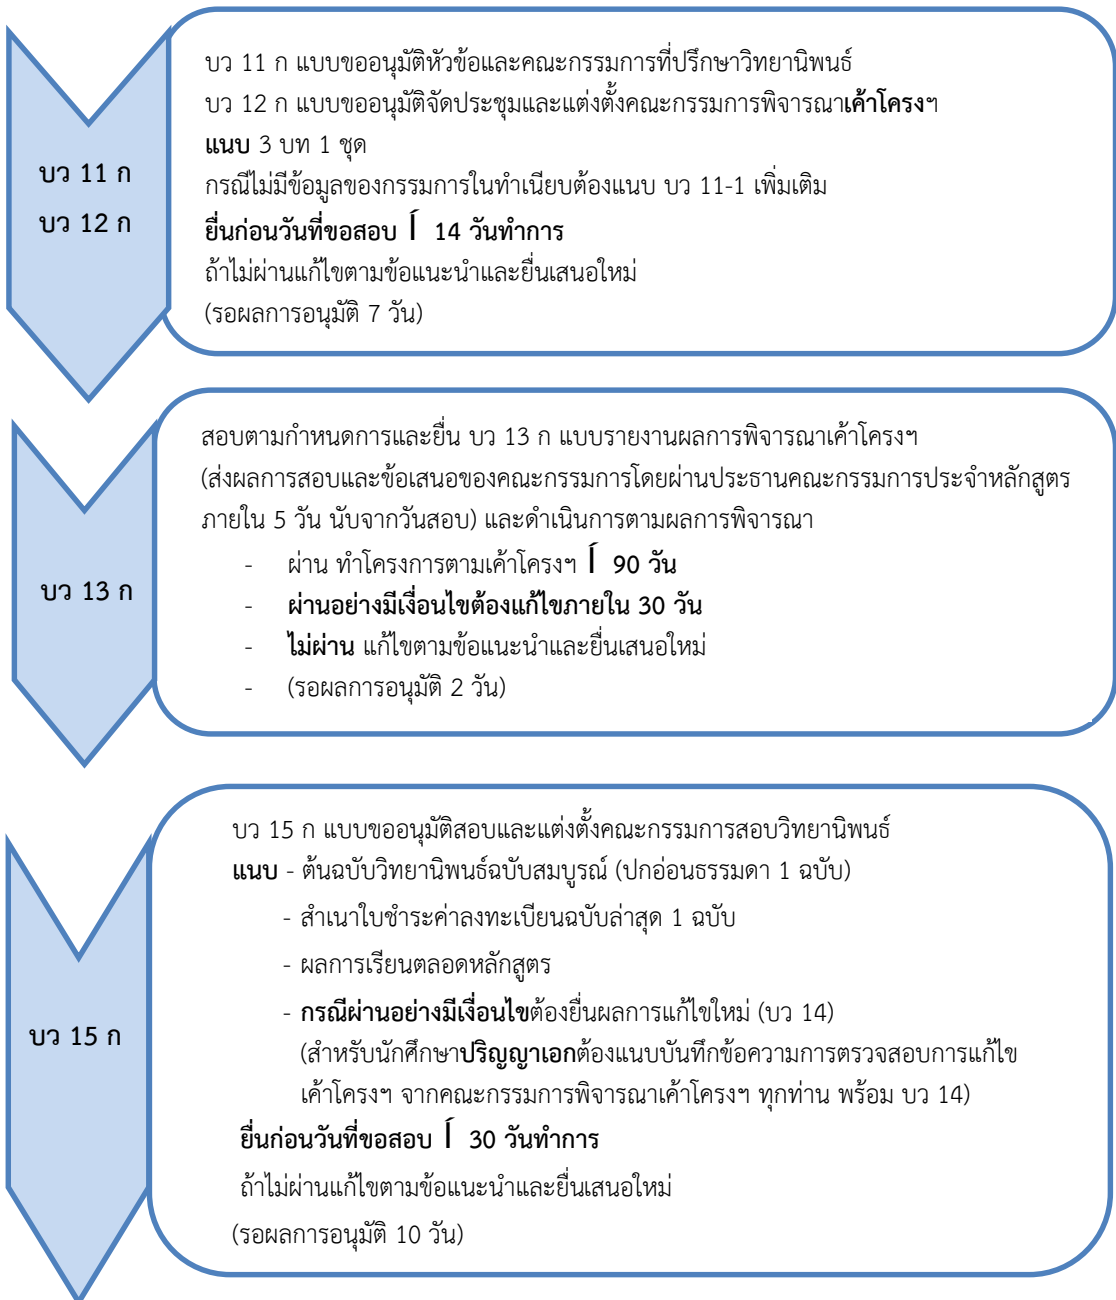 บว 11 ก
บว 12 ก
บว 11 ก แบบขออนุมัติหัวข้อและคณะกรรมการที่ปรึกษาวิทยานิพนธ์
บว 12 ก แบบขออนุมัติจัดประชุมและแต่งตั้งคณะกรรมการพิจารณาเค้าโครงฯ
แนบ 3 บท 1 ชุด
กรณีไม่มีข้อมูลของกรรมการในทำเนียบต้องแนบ บว 11-1 เพิ่มเติม
ยื่นก่อนวันที่ขอสอบ Í 14 วันทำการ
ถ้าไม่ผ่านแก้ไขตามข้อแนะนำและยื่นเสนอใหม่
(รอผลการอนุมัติ 7 วัน)
บว 13 ก
สอบตามกำหนดการและยื่น บว 13 ก แบบรายงานผลการพิจารณาเค้าโครงฯ
(ส่งผลการสอบและข้อเสนอของคณะกรรมการโดยผ่านประธานคณะกรรมการประจำหลักสูตร
ภายใน 5 วัน นับจากวันสอบ) และดำเนินการตามผลการพิจารณา
- ผ่าน ทำโครงการตามเค้าโครงฯ Í 90 วัน
- ผ่านอย่างมีเงื่อนไขต้องแก้ไขภายใน 30 วัน
- ไม่ผ่าน แก้ไขตามข้อแนะนำและยื่นเสนอใหม่
- (รอผลการอนุมัติ 2 วัน)
บว 15 ก
บว 15 ก แบบขออนุมัติสอบและแต่งตั้งคณะกรรมการสอบวิทยานิพนธ์
แนบ - ต้นฉบับวิทยานิพนธ์ฉบับสมบูรณ์ (ปกอ่อนธรรมดา 1 ฉบับ)
- สำเนาใบชำระค่าลงทะเบียนฉบับล่าสุด 1 ฉบับ
- ผลการเรียนตลอดหลักสูตร
- กรณีผ่านอย่างมีเงื่อนไขต้องยื่นผลการแก้ไขใหม่ (บว 14)
(สำหรับนักศึกษาปริญญาเอกต้องแนบบันทึกข้อความการตรวจสอบการแก้ไข
เค้าโครงฯ จากคณะกรรมการพิจารณาเค้าโครงฯ ทุกท่าน พร้อม บว 14)
ยื่นก่อนวันที่ขอสอบ Í 30 วันทำการ
ถ้าไม่ผ่านแก้ไขตามข้อแนะนำและยื่นเสนอใหม่
(รอผลการอนุมัติ 10 วัน)